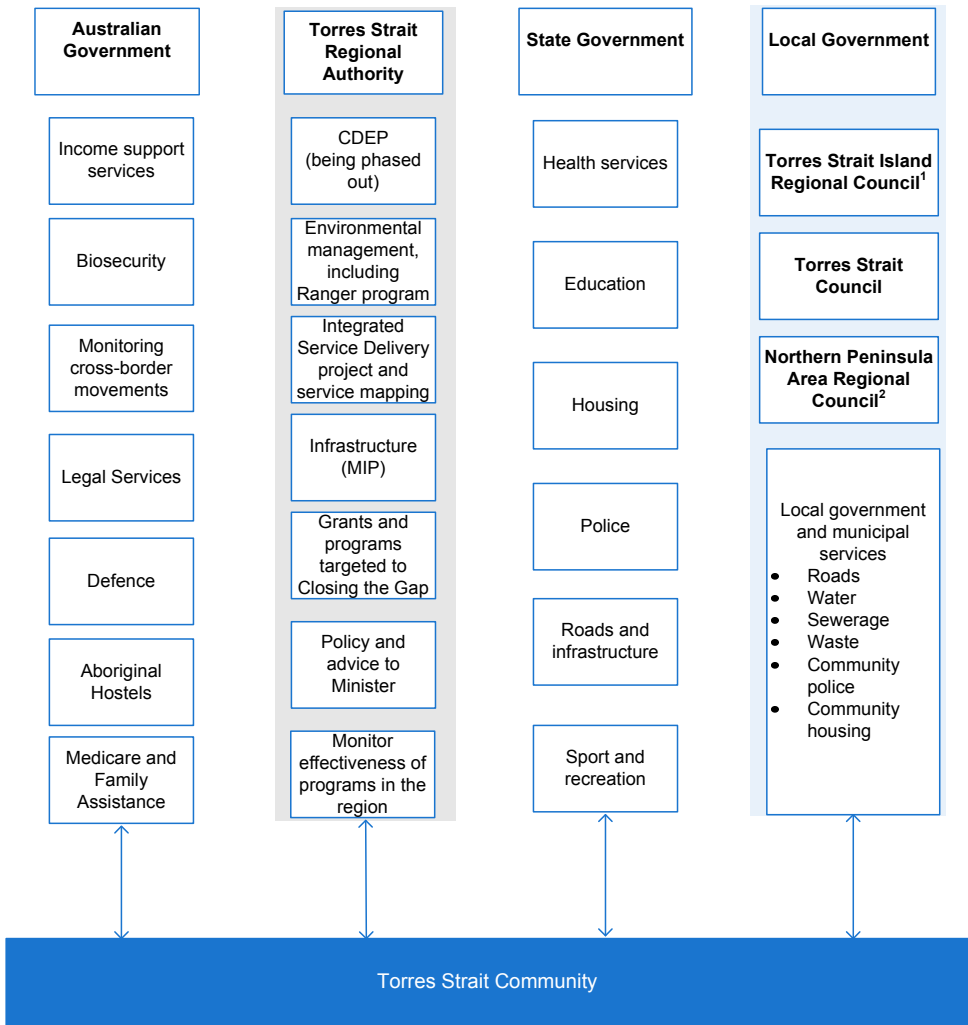 Australian
Government
Income support
services
Biosecurity
Monitoring
cross-border
movements
Legal Services
Defence
Aboriginal
Hostels
Medicare and
Family
Assistance
Torres Strait
Regional
Authority
CDEP
(being phased
out)
Environmental
management,
including
Ranger program
Integrated
Service Delivery
project and
service mapping
Infrastructure
(MIP)
Grants and
programs
targeted to
Closing the Gap
Policy and
advice to
Minister
Monitor
effectiveness of
programs in the
region
State Government
Health services
Education
Housing
Police
Roads and
infrastructure
Sport and
recreation
Local Government
Torres Strait Island
Regional Council¹
Torres Strait
Council
Northern Peninsula
Area Regional
Council²
Local government
and municipal
services
• Roads
• Water
• Sewerage
• Waste
• Community
police
• Community
housing
Torres Strait Community